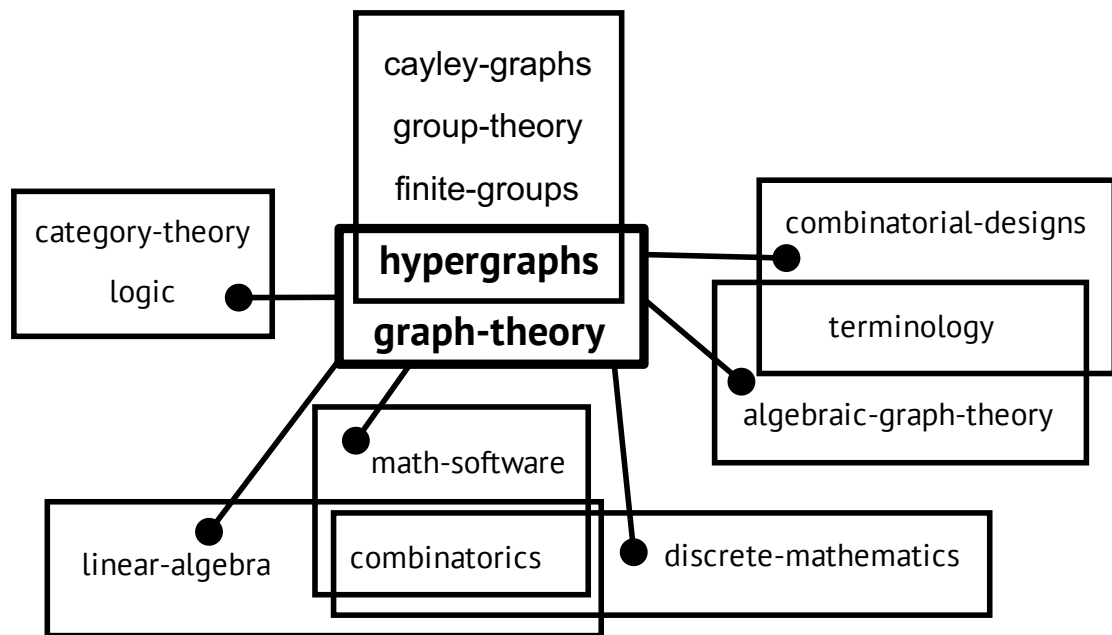 cayley-graphs
group-theory
finite-groups
category-theory
logic
hypergraphs
graph-theory
combinatorial-designs
terminology
algebraic-graph-theory
math-software
linear-algebra
combinatorics
discrete-mathematics